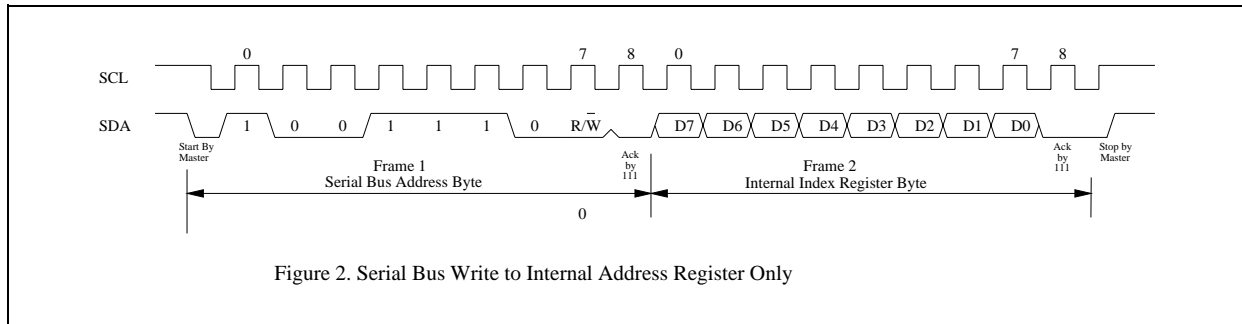 0 7 8 0 7 8
SCL
SDA 1 0 0 1 1 1 0 R/W̅ D7 D6 D5 D4 D3 D2 D1 D0
Start By
Master
Ack
by
111
Ack
by
111
Stop by
Master
Frame 1
Serial Bus Address Byte
Frame 2
Internal Index Register Byte
0
Figure 2. Serial Bus Write to Internal Address Register Only